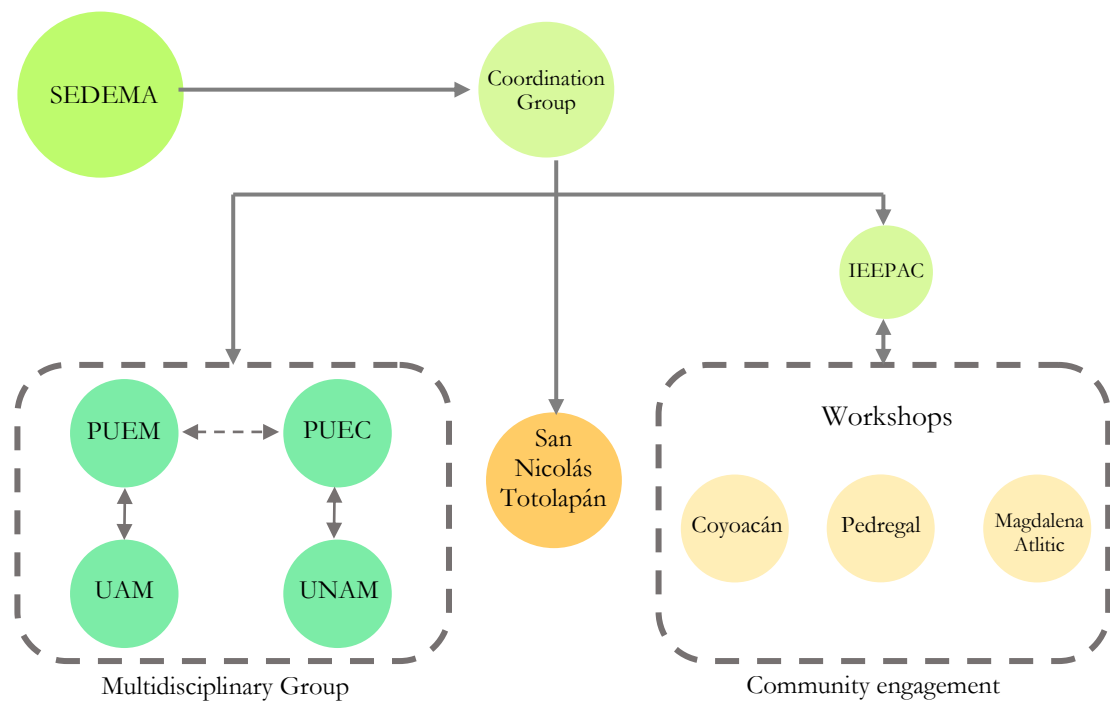 SEDEMA
Coordination
Group
IEEPAC
PUEM
PUEC
UAM
UNAM
Multidisciplinary Group
San
Nicolás
Totolapán
Workshops
Coyoacán
Pedregal
Magdalena
Atlitic
Community engagement